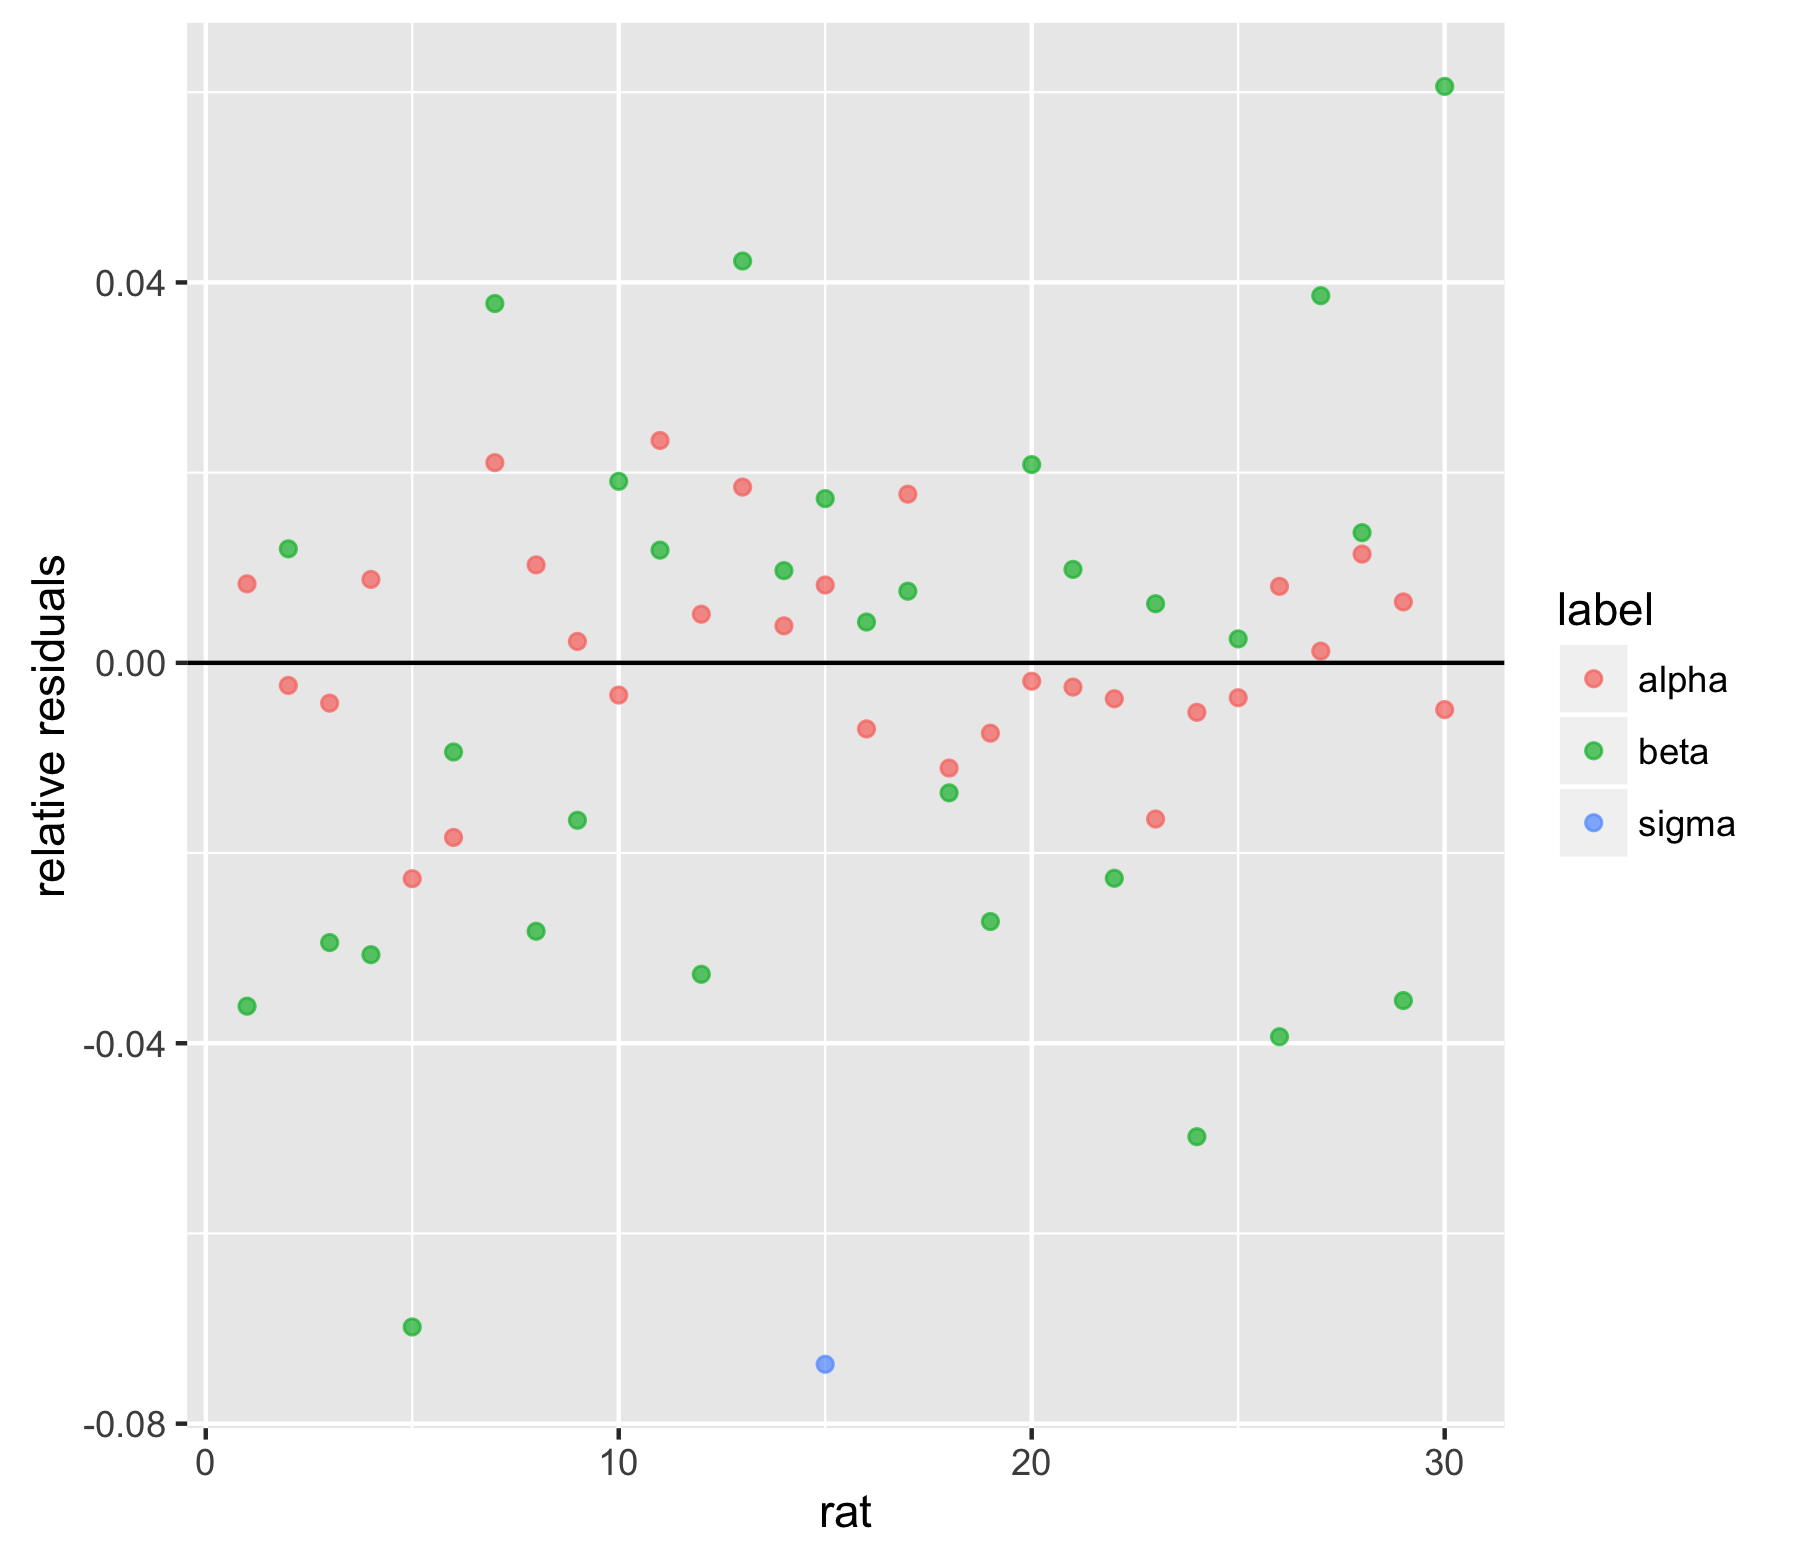 relative residuals
0.04
0.00
-0.04
-0.08
0
10
20
30
rat
label
alpha
beta
sigma